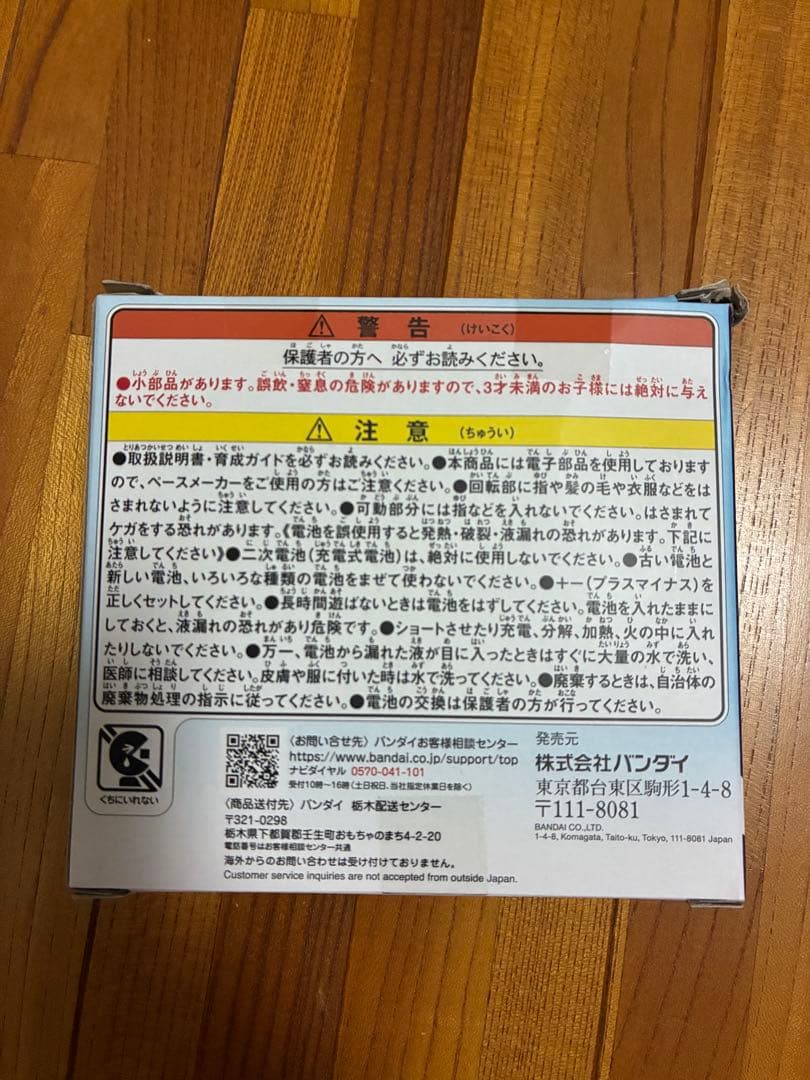 警告 (けいこく)
保護者の方へ 必ずお読みください。
●小部品があります。誤飲・窒息の危険がありますので、3才未満のお子様には絶対に与え
ないでください。
注意 (ちゅうい)
●取扱説明書・育成ガイドを必ずお読みください。●本商品には電子部品を使用しております
ので、ペースメーカーをご使用の方はご注意ください。●回転部に指や髪の毛や衣服などをは
さまれないように注意してください。●可動部分には指などを入れないでください。はさまれて
ケガをする恐れがあります。《電池を誤使用すると発熱・破裂・液漏れの恐れがあります。下記に
注意してください》●二次電池(充電式電池)は、絶対に使用しないでください。●古い電池と
新しい電池、いろいろな種類の電池をまぜて使わないでください。●+-(プラスマイナス)を
正しくセットしてください。●長時間遊ばないときは電池をはずしてください。電池を入れたままに
しておくと、液漏れの恐れがあり危険です。●ショートさせたり充電、分解、加熱、火の中に入れ
たりしないでください。●万一、電池から漏れた液が目に入ったときはすぐに大量の水で洗い、
医師に相談してください。皮膚や服に付いた時は水で洗ってください。●廃棄するときは、自治体の
廃棄物処理の指示に従ってください。●電池の交換は保護者の方が行ってください。
くちにいれない
〈お問い合せ先〉バンダイお客様相談センター
https://www.bandai.co.jp/support/top
ナビダイヤル 0570-041-101
受付10時〜16時(土日祝日、当社指定休業日を除く)
〈商品送付先〉バンダイ 栃木配送センター
〒321-0298
栃木県下都賀郡壬生町おもちゃのまち4-2-20
電話番号はお客様相談センター共通
海外からのお問い合わせは受け付けておりません。
Customer service inquiries are not accepted from outside Japan.
発売元
株式会社バンダイ
東京都台東区駒形1-4-8
〒111-8081
BANDAI CO.,LTD.
1-4-8, Komagata, Taito-ku, Tokyo, 111-8081 Japan